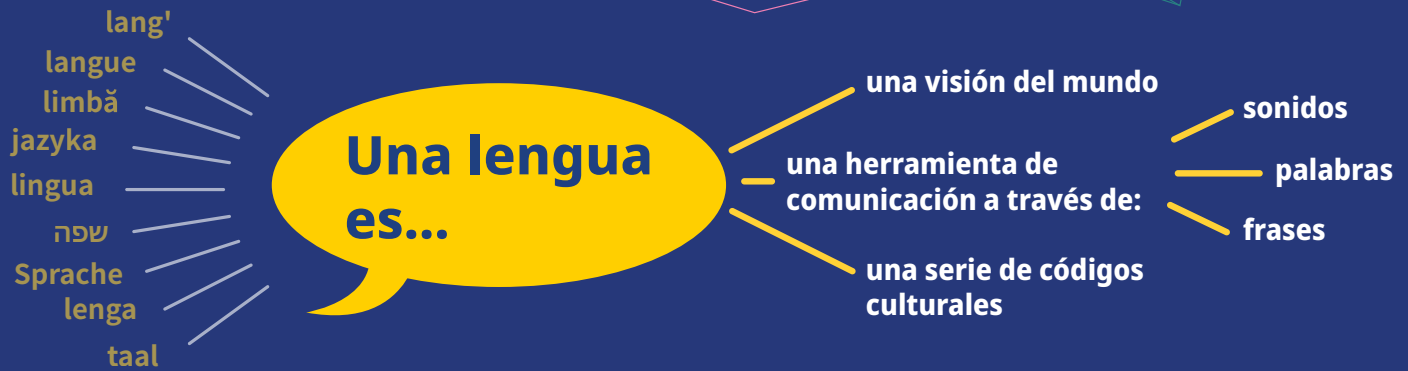 lang'
langue
limbă
jazyka
lingua
שפה
Sprache
lenga
taal
Una lengua
es...
una visión del mundo
una herramienta de
comunicación a través de:
sonidos
palabras
frases
una serie de códigos
culturales